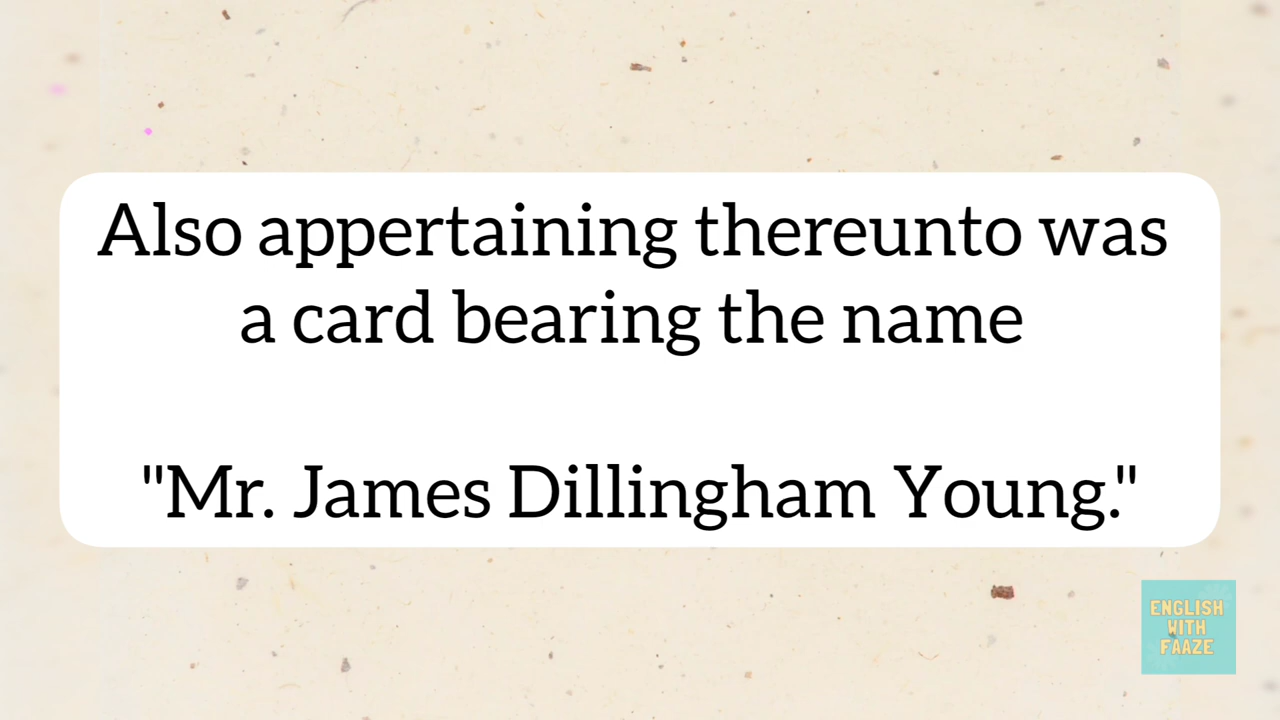 Also appertaining thereunto was
a card bearing the name
"Mr. James Dillingham Young."
ENGLISH
WITH
FAAZE